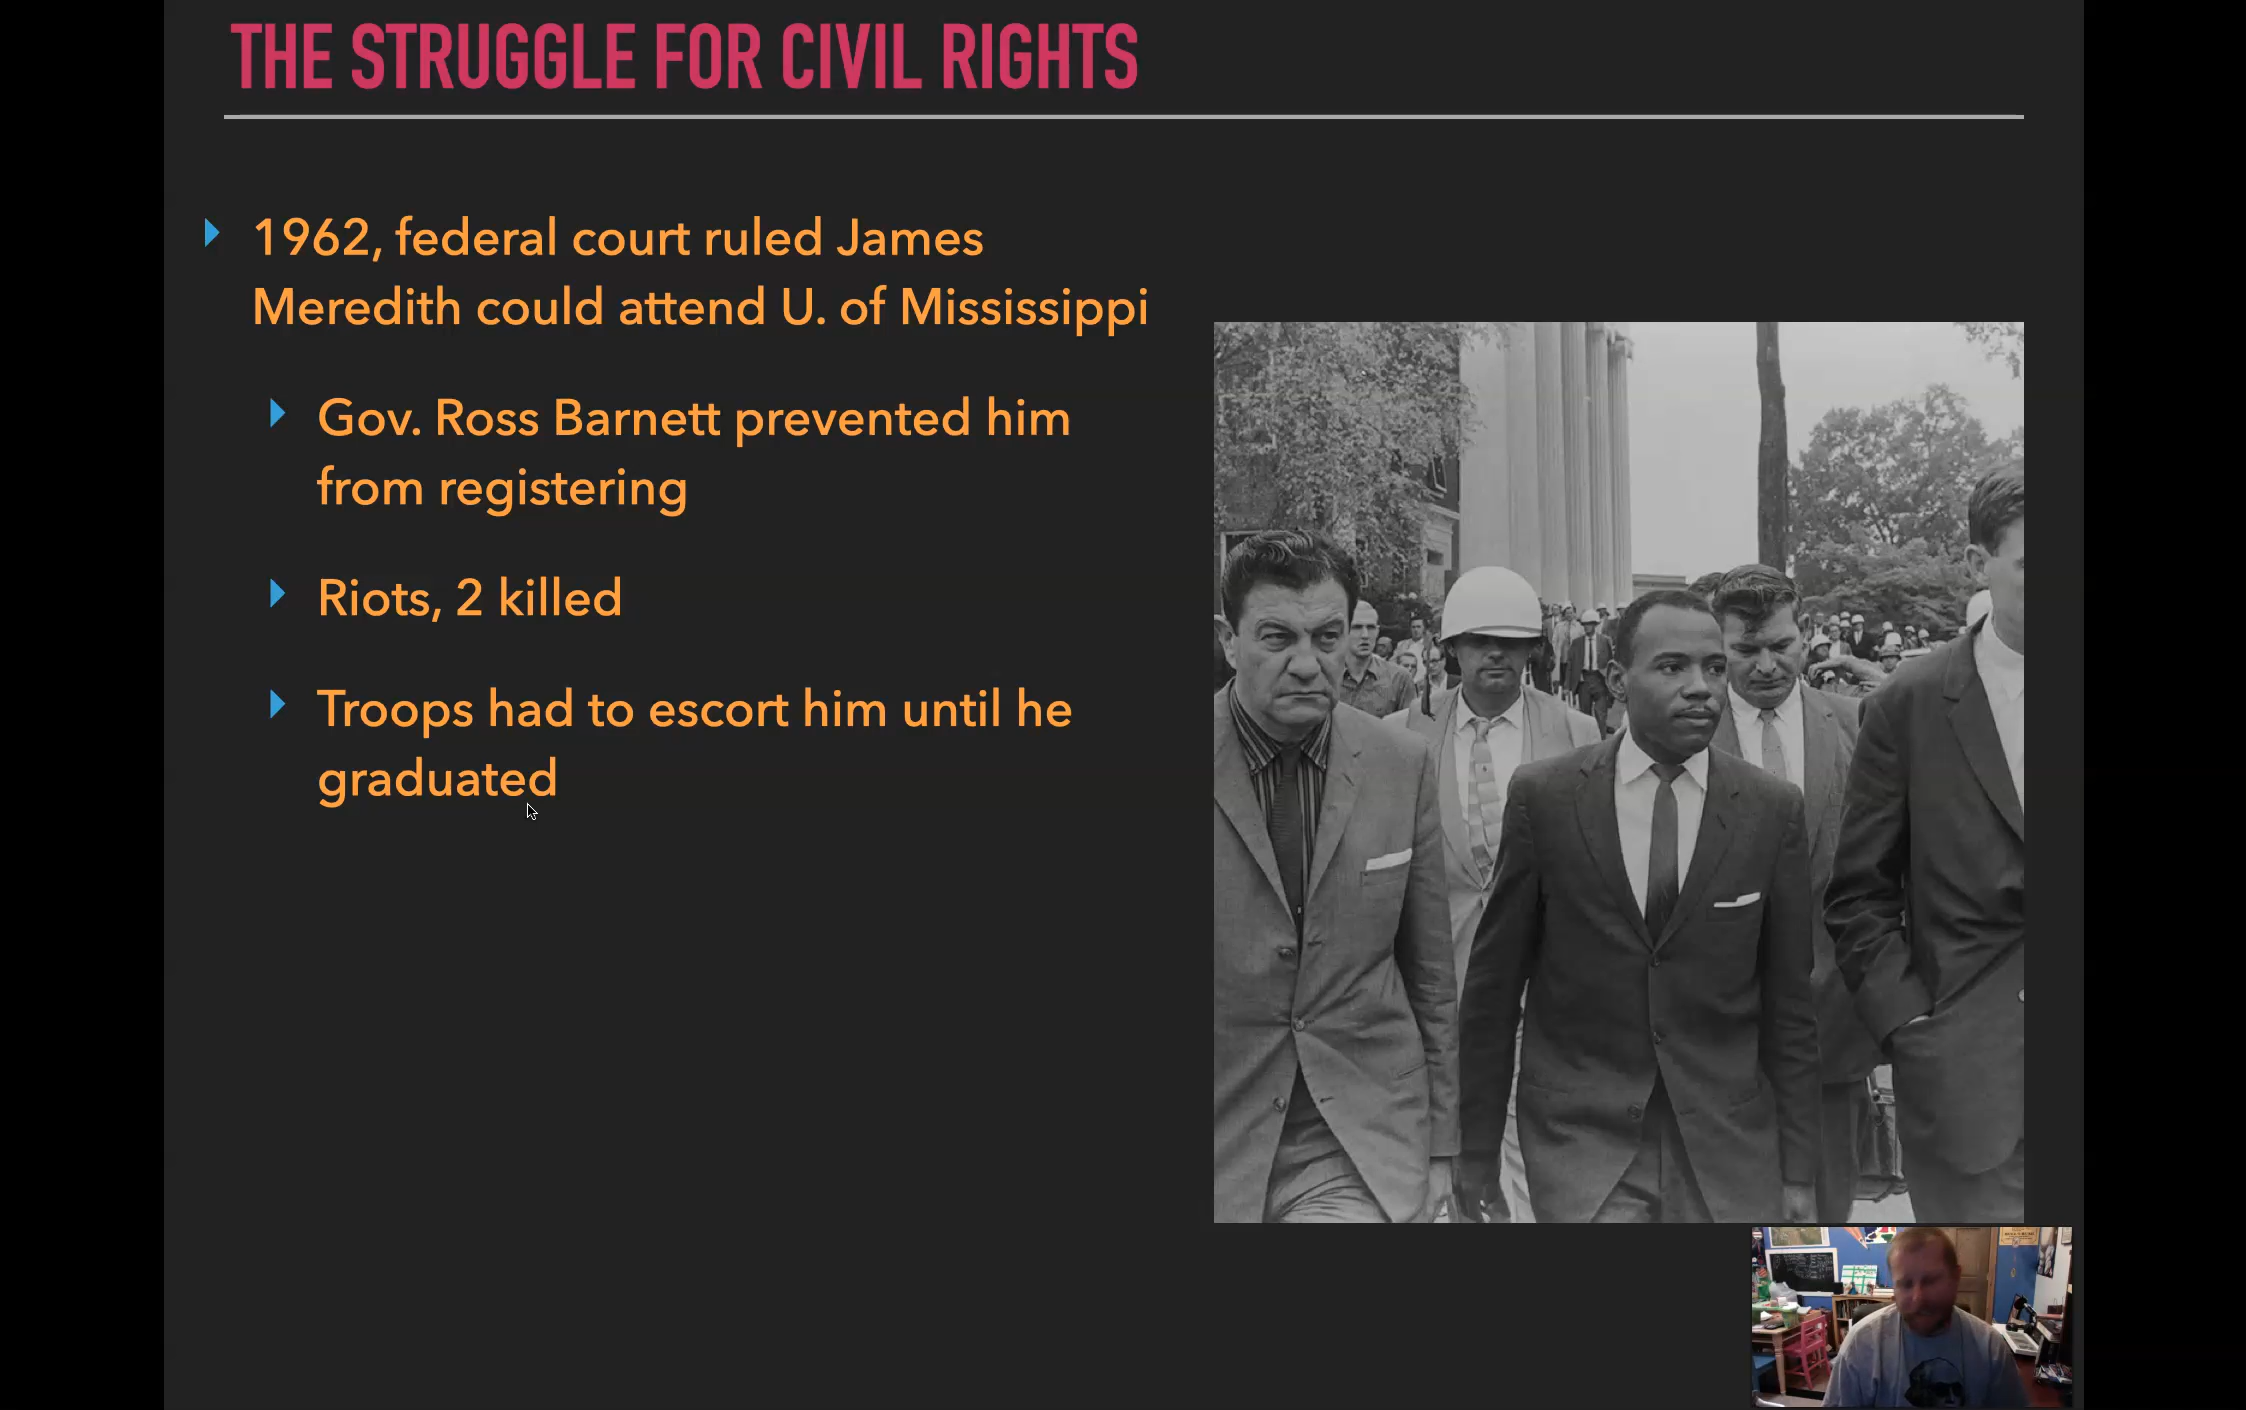 THE STRUGGLE FOR CIVIL RIGHTS
1962, federal court ruled James
Meredith could attend U. of Mississippi
Gov. Ross Barnett prevented him
from registering
Riots, 2 killed
Troops had to escort him until he
graduated